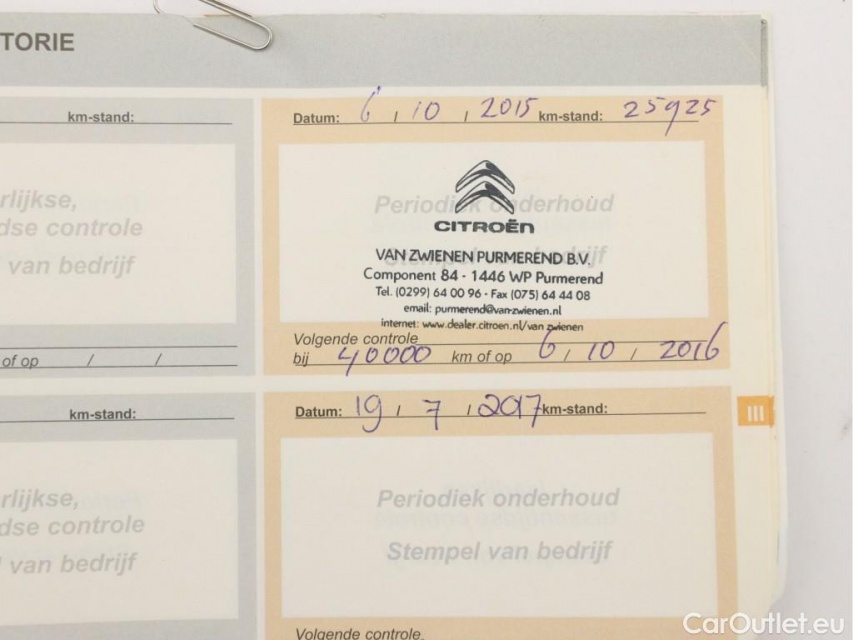 TORIE
km-stand:
Datum: 6 / 10 / 2015 km-stand: 25925
rlijkse,
dse controle
van bedrijf
Periodiek onderhoud
Stempel van bedrijf
CITROËN
VAN ZWIENEN PURMEREND B.V.
Component 84 - 1446 WP Purmerend
Tel. (0299) 64 00 96 - Fax (075) 64 44 08
email: purmerend@van-zwienen.nl
internet: www.dealer.citroen.nl/van zwienen
Volgende controle
of op / /
bij 40000 km of op 6 / 10 / 2016
km-stand:
Datum: 19 / 7 / 2017 km-stand:
III
rlijkse,
dse controle
van bedrijf
Periodiek onderhoud
Stempel van bedrijf
Volgende controle
CarOutlet.eu